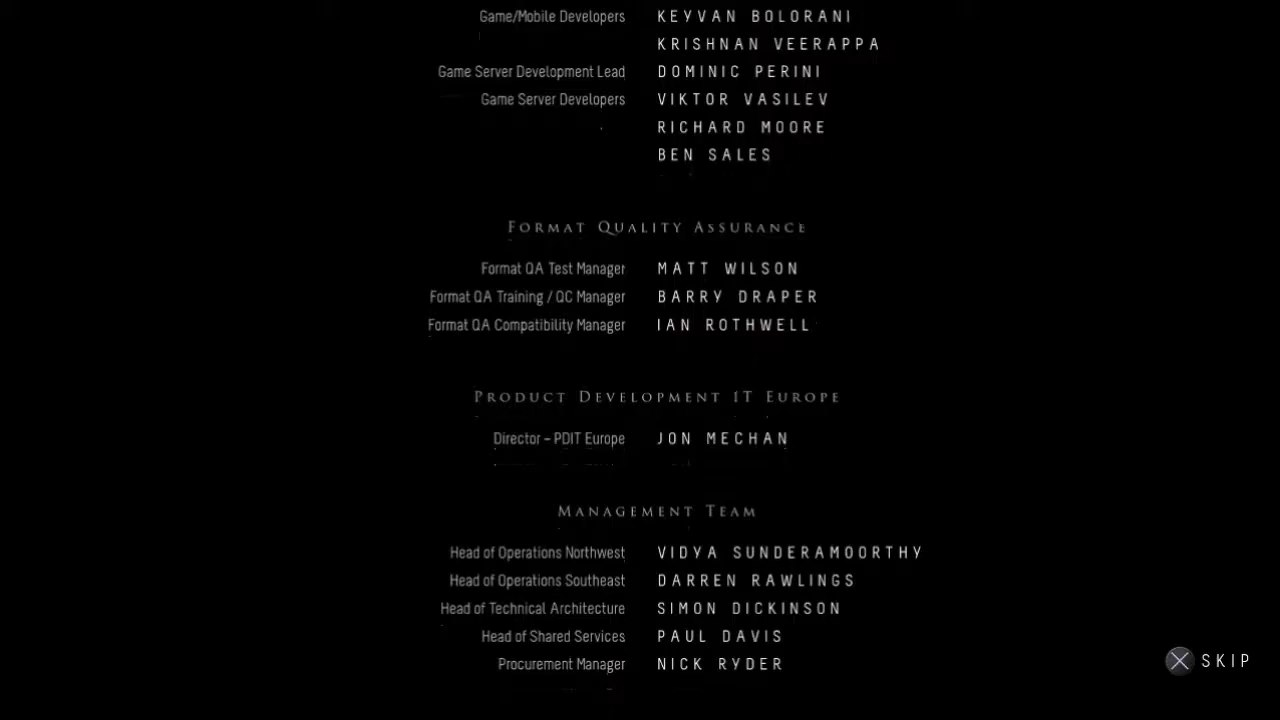 Game/Mobile Developers KEYVAN BOLORANI
KRISHNAN VEERAPPA
Game Server Development Lead DOMINIC PERINI
Game Server Developers VIKTOR VASILEV
RICHARD MOORE
BEN SALES
FORMAT QUALITY ASSURANCE
Format QA Test Manager MATT WILSON
Format QA Training / QC Manager BARRY DRAPER
Format QA Compatibility Manager IAN ROTHWELL
PRODUCT DEVELOPMENT IT EUROPE
Director – PDIT Europe JON MECHAN
MANAGEMENT TEAM
Head of Operations Northwest VIDYA SUNDERAMOORTHY
Head of Operations Southeast DARREN RAWLINGS
Head of Technical Architecture SIMON DICKINSON
Head of Shared Services PAUL DAVIS
Procurement Manager NICK RYDER
SKIP